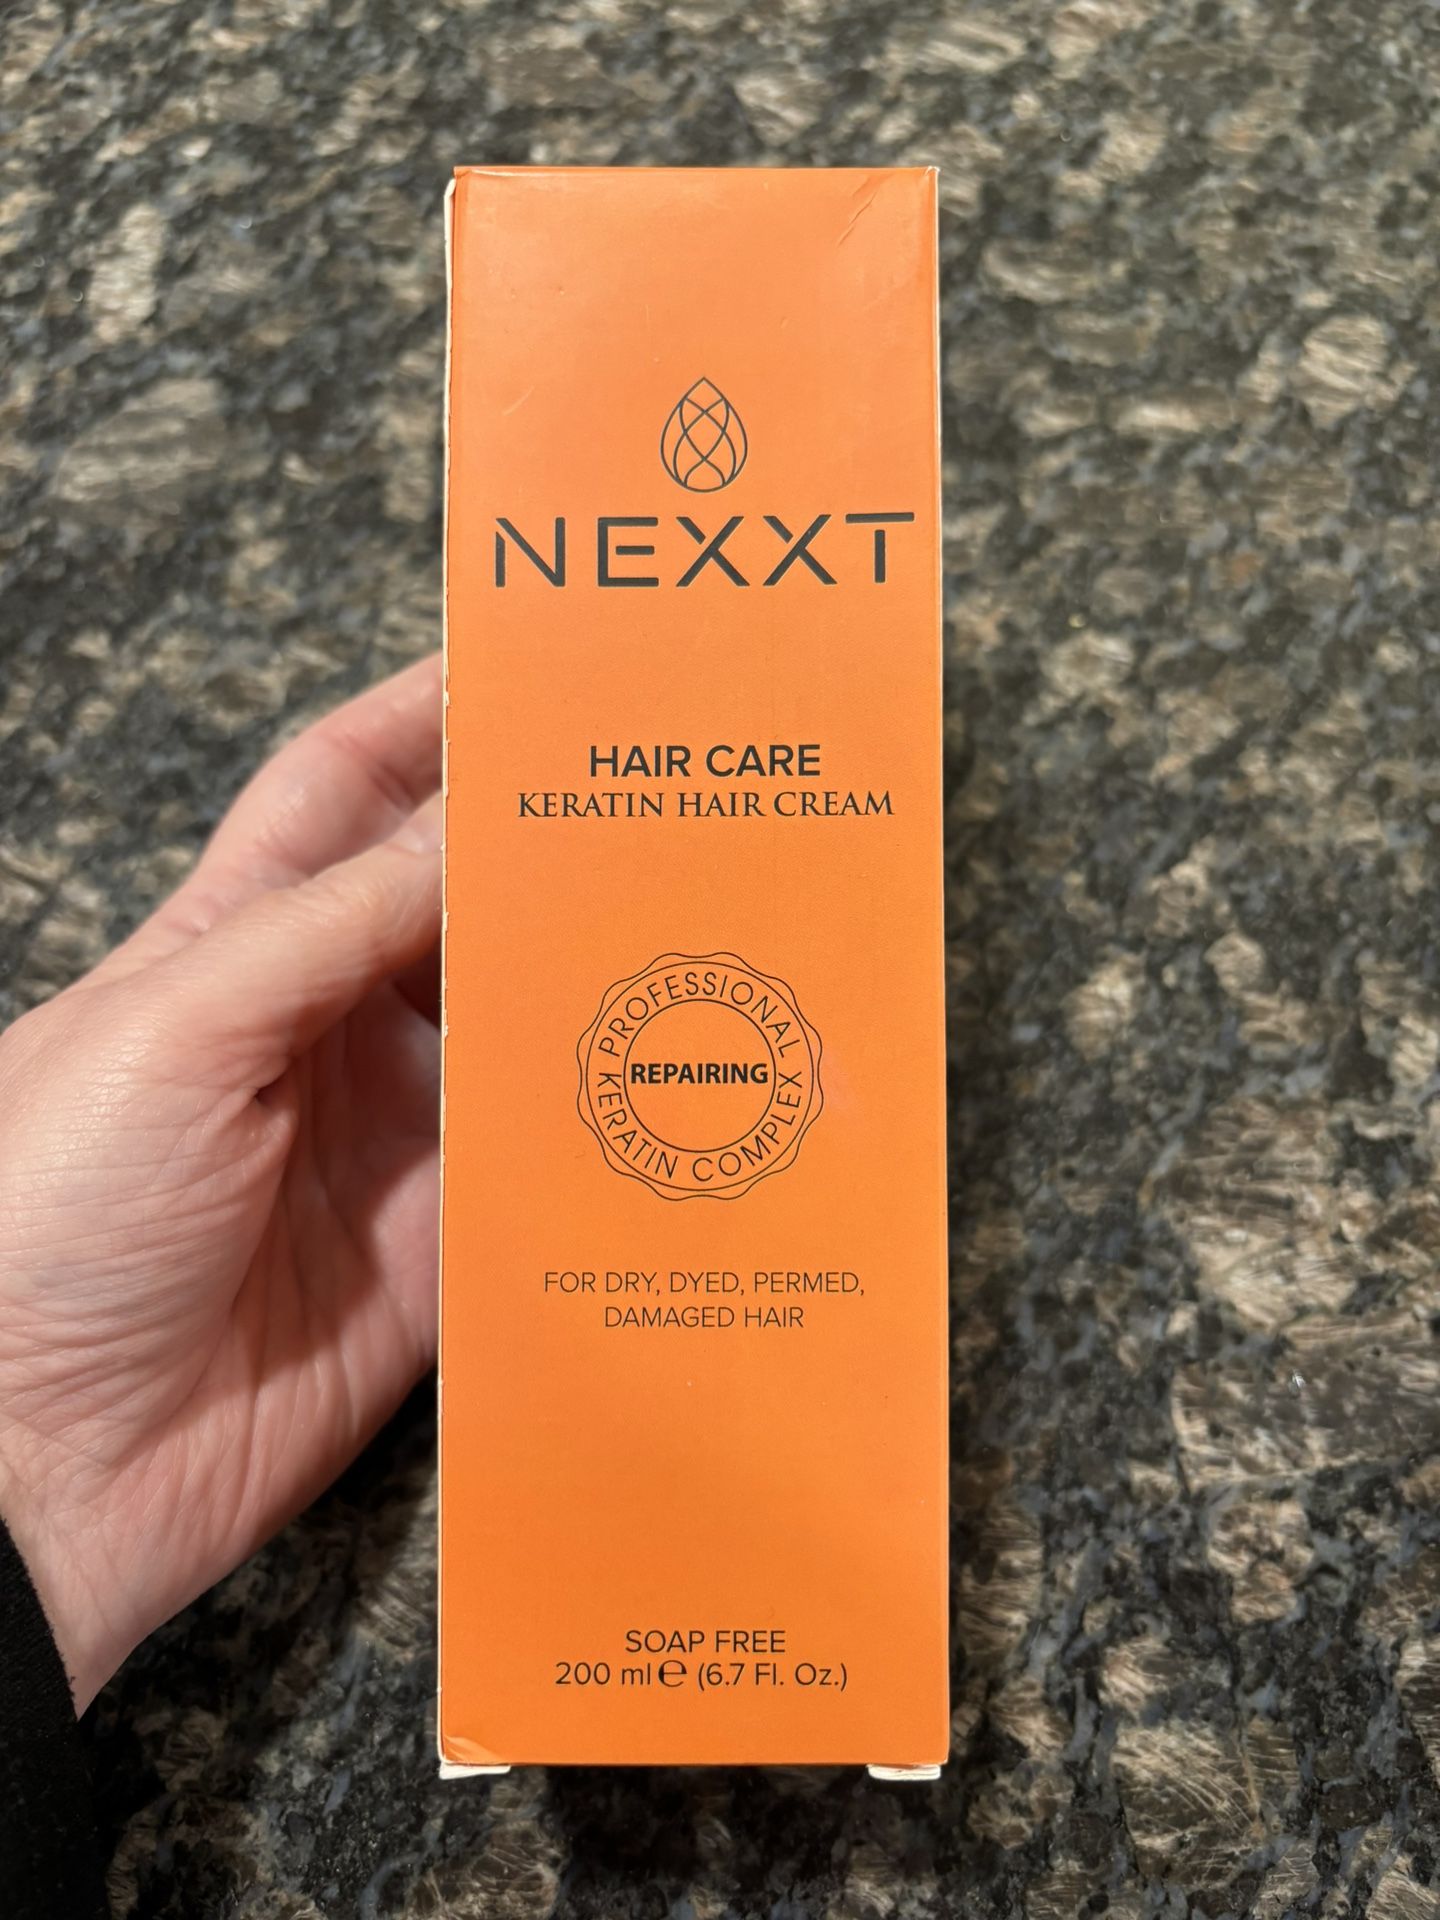 NEXXT
HAIR CARE
KERATIN HAIR CREAM
PROFESSIONAL
REPAIRING
KERATIN COMPLEX
FOR DRY, DYED, PERMED,
DAMAGED HAIR
SOAP FREE
200 ml ℮ (6.7 Fl. Oz.)